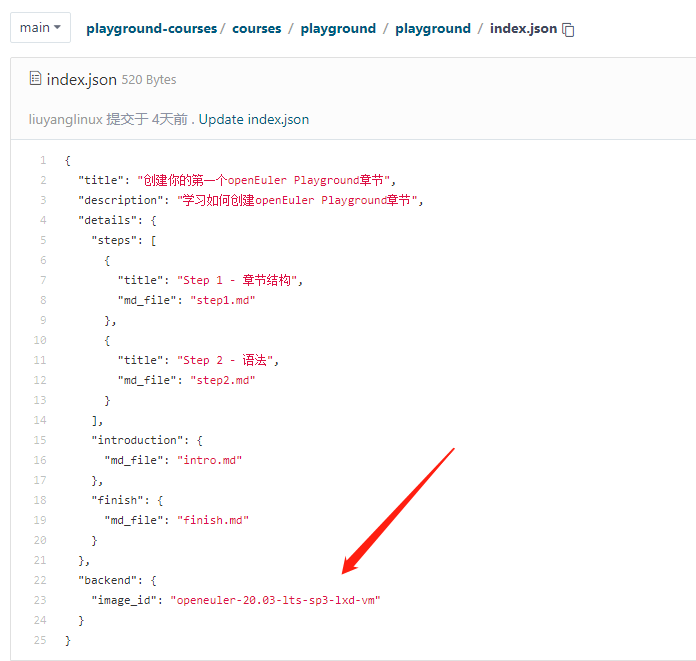 main playground-courses / courses / playground / playground / index.json
index.json 520 Bytes
liuyanglinux 提交于 4天前 . Update index.json
1 {
2 "title": "创建你的第一个openEuler Playground章节",
3 "description": "学习如何创建openEuler Playground章节",
4 "details": {
5 "steps": [
6 {
7 "title": "Step 1 - 章节结构",
8 "md_file": "step1.md"
9 },
10 {
11 "title": "Step 2 - 语法",
12 "md_file": "step2.md"
13 }
14 ],
15 "introduction": {
16 "md_file": "intro.md"
17 },
18 "finish": {
19 "md_file": "finish.md"
20 }
21 },
22 "backend": {
23 "image_id": "openeuler-20.03-lts-sp3-lxd-vm"
24 }
25 }